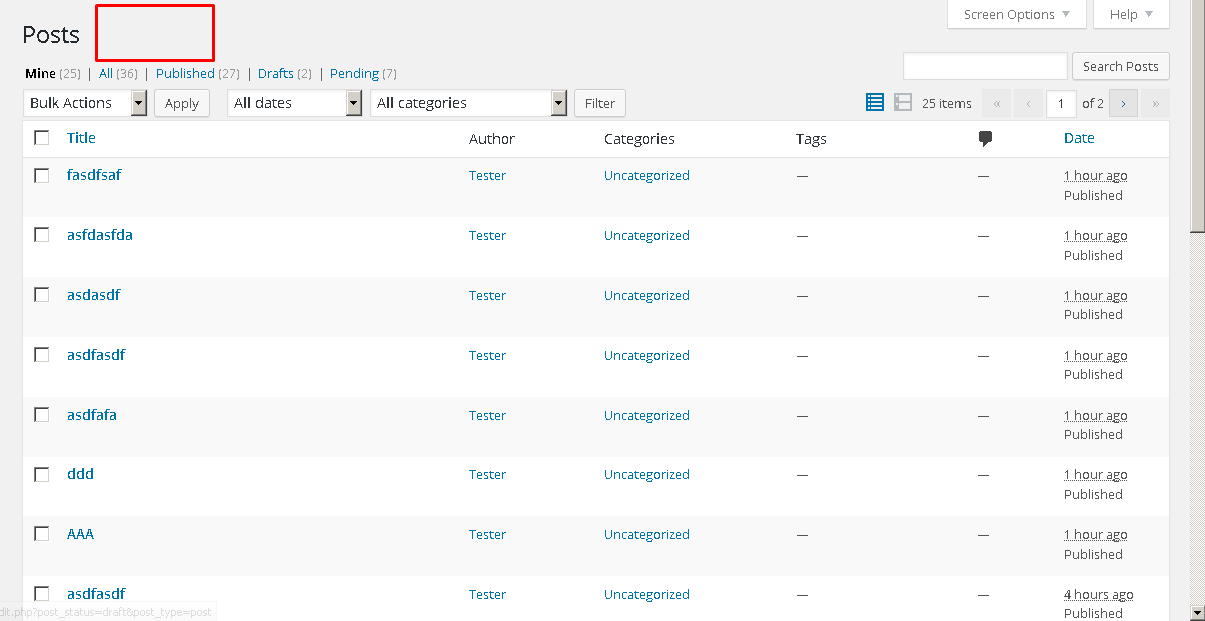 Screen Options Help
Posts
Mine (25) | All (36) | Published (27) | Drafts (2) | Pending (7)
Search Posts
Bulk Actions Apply All dates All categories Filter 25 items « ‹ 1 of 2 › »
Title Author Categories Tags Date
fasdfsaf Tester Uncategorized — — 1 hour ago
Published
asfdasfda Tester Uncategorized — — 1 hour ago
Published
asdasdf Tester Uncategorized — — 1 hour ago
Published
asdfasdf Tester Uncategorized — — 1 hour ago
Published
asdfafa Tester Uncategorized — — 1 hour ago
Published
ddd Tester Uncategorized — — 1 hour ago
Published
AAA Tester Uncategorized — — 1 hour ago
Published
asdfasdf Tester Uncategorized — — 4 hours ago
dit.php?post_status=draft&post_type=post Published